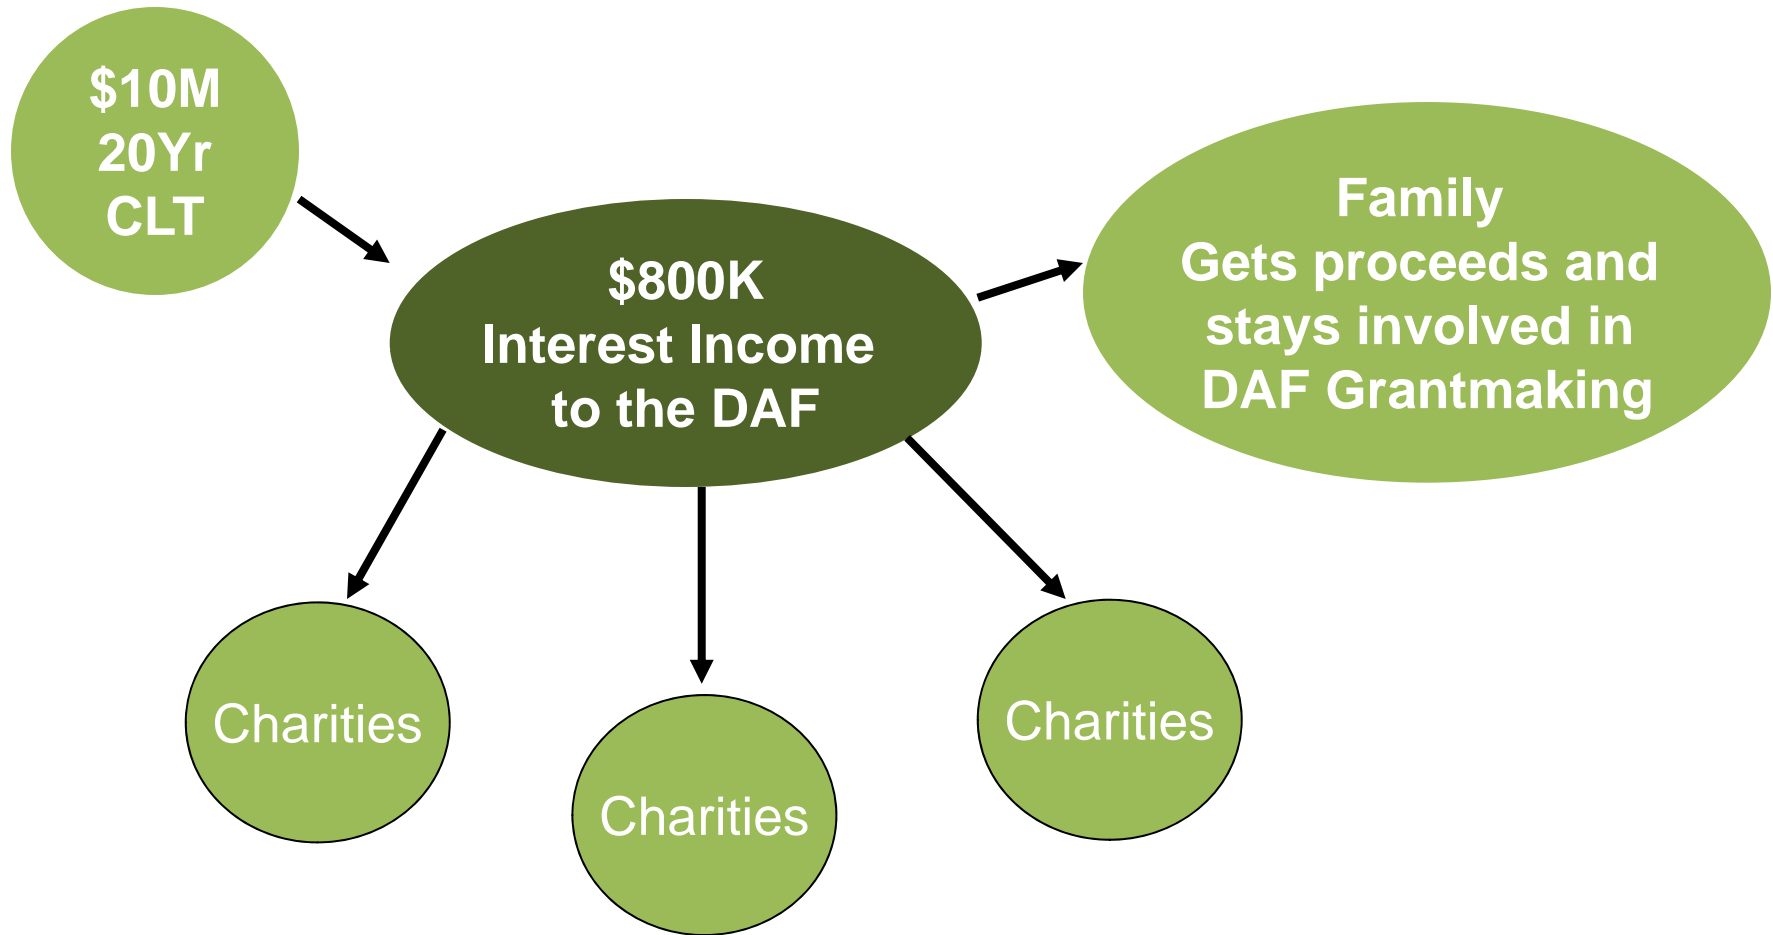 $10M
20Yr
CLT
$800K
Interest Income
to the DAF
Family
Gets proceeds and
stays involved in
DAF Grantmaking
Charities
Charities
Charities